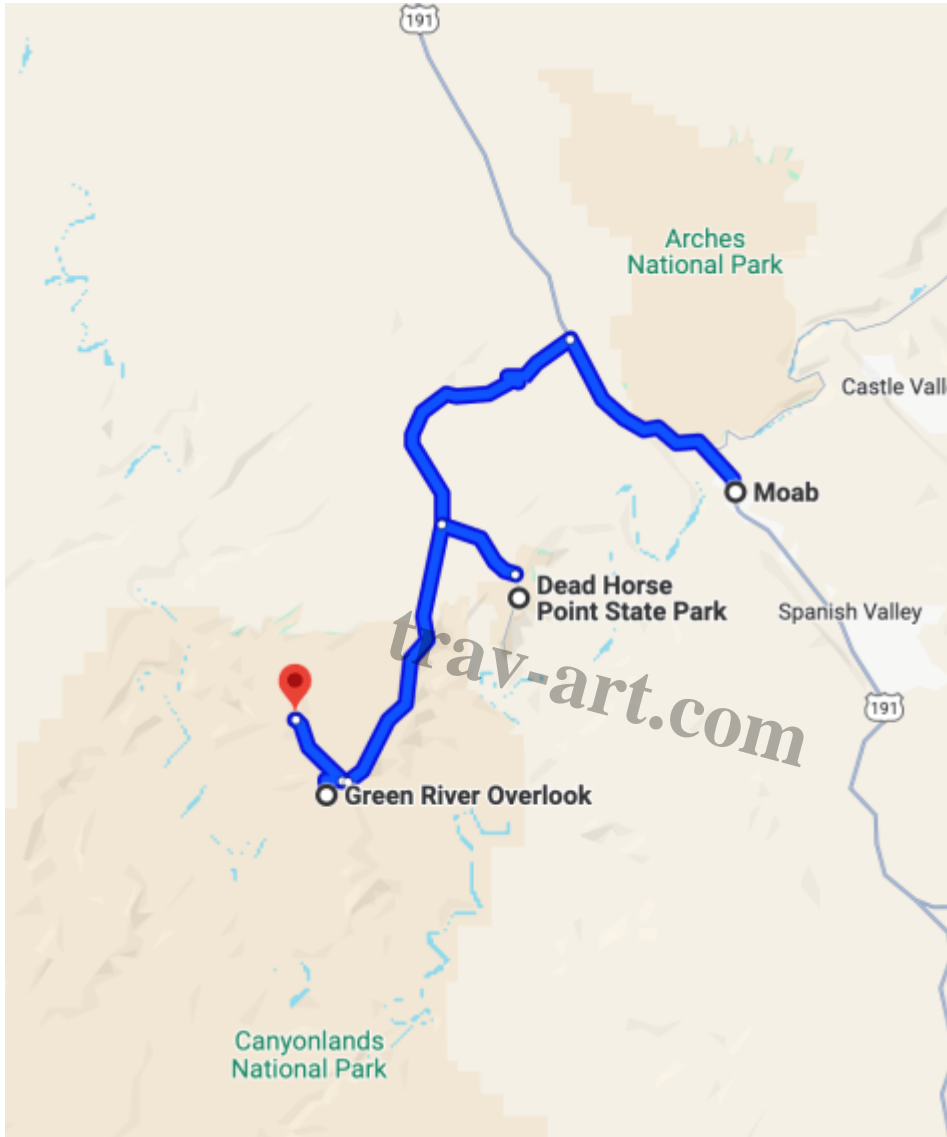 191
Arches
National Park
Castle Valle
Moab
Dead Horse
Point State Park
Spanish Valley
trav-art.com
191
Green River Overlook
Canyonlands
National Park